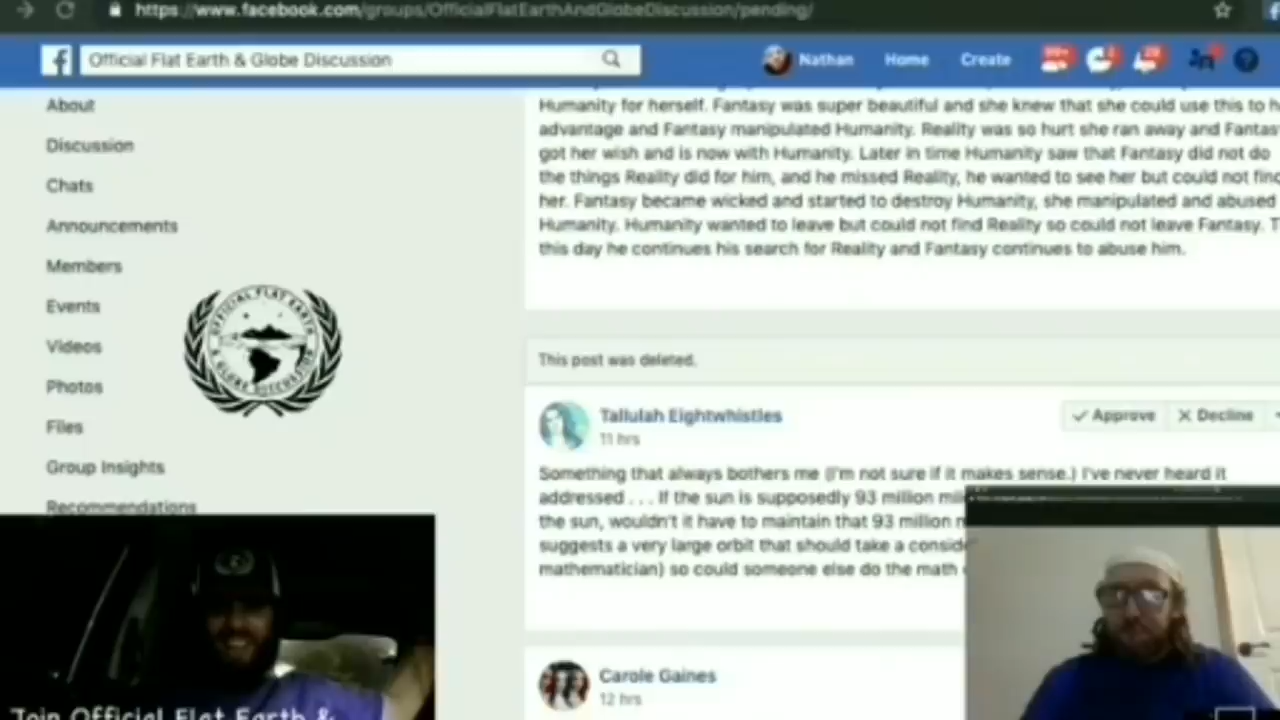 https://www.facebook.com/groups/OfficialFlatEarthAndGlobeDiscussion/pending/
Official Flat Earth & Globe Discussion
Nathan
Home
Create
About
Discussion
Chats
Announcements
Members
Events
Videos
Photos
Files
Group Insights
Recommendations
OFFICIAL FLAT EARTH
& GLOBE DISCUSSION
Humanity for herself. Fantasy was super beautiful and she knew that she could use this to h
advantage and Fantasy manipulated Humanity. Reality was so hurt she ran away and Fantas
got her wish and is now with Humanity. Later in time Humanity saw that Fantasy did not do
the things Reality did for him, and he missed Reality, he wanted to see her but could not find
her. Fantasy became wicked and started to destroy Humanity, she manipulated and abused
Humanity. Humanity wanted to leave but could not find Reality so could not leave Fantasy. T
this day he continues his search for Reality and Fantasy continues to abuse him.
This post was deleted.
Tallulah Eightwhistles
11 hrs
Approve
Decline
Something that always bothers me (I'm not sure if it makes sense.) I've never heard it
addressed . . . If the sun is supposedly 93 million mil
the sun, wouldn't it have to maintain that 93 million m
suggests a very large orbit that should take a conside
mathematician) so could someone else do the math
Carole Gaines
12 hrs
Join Official Flat Earth &